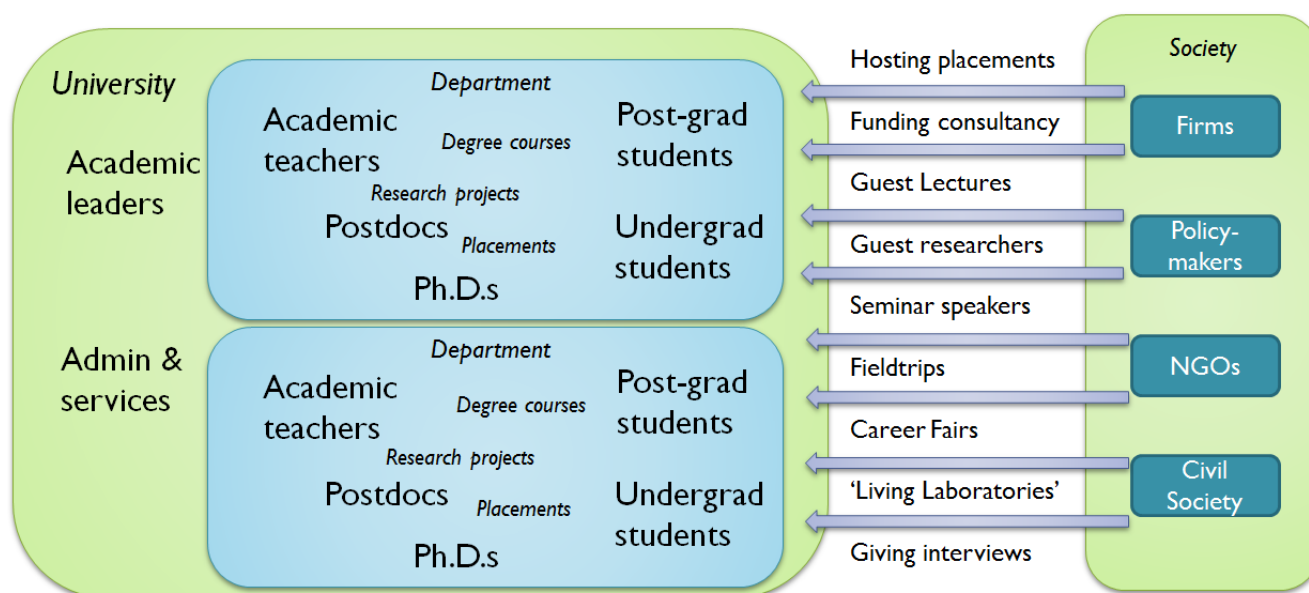 University
Academic
leaders
Admin &
services
Department
Academic
teachers
Degree courses
Post-grad
students
Research projects
Postdocs
Placements
Undergrad
students
Ph.D.s
Department
Academic
teachers
Degree courses
Post-grad
students
Research projects
Postdocs
Placements
Undergrad
students
Ph.D.s
Hosting placements
Funding consultancy
Guest Lectures
Guest researchers
Seminar speakers
Fieldtrips
Career Fairs
‘Living Laboratories’
Giving interviews
Society
Firms
Policy-
makers
NGOs
Civil
Society